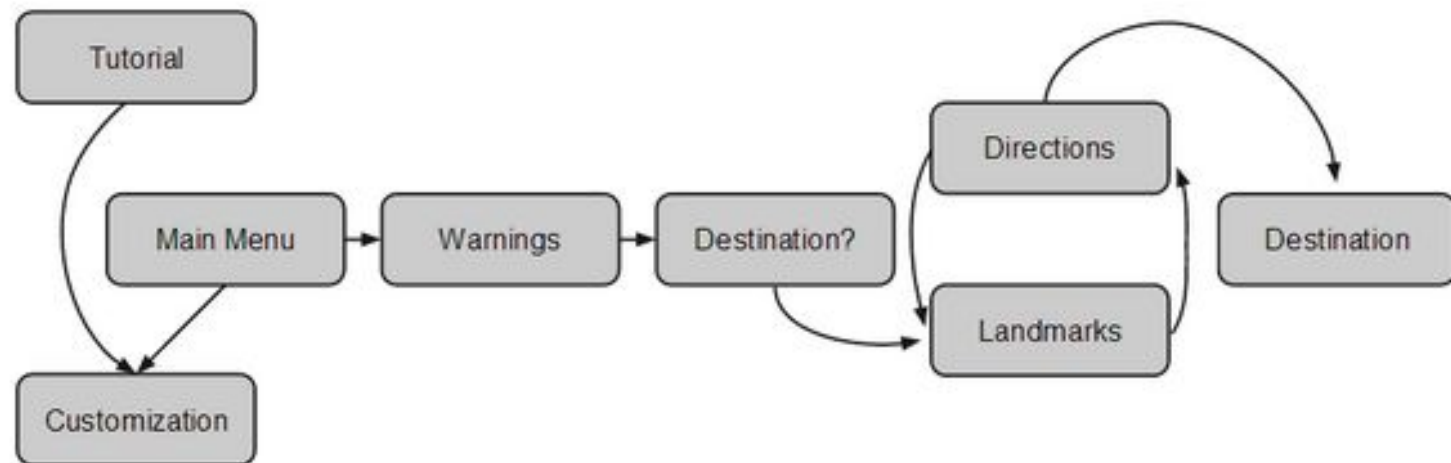 Tutorial
Directions
Main Menu
Warnings
Destination?
Destination
Landmarks
Customization